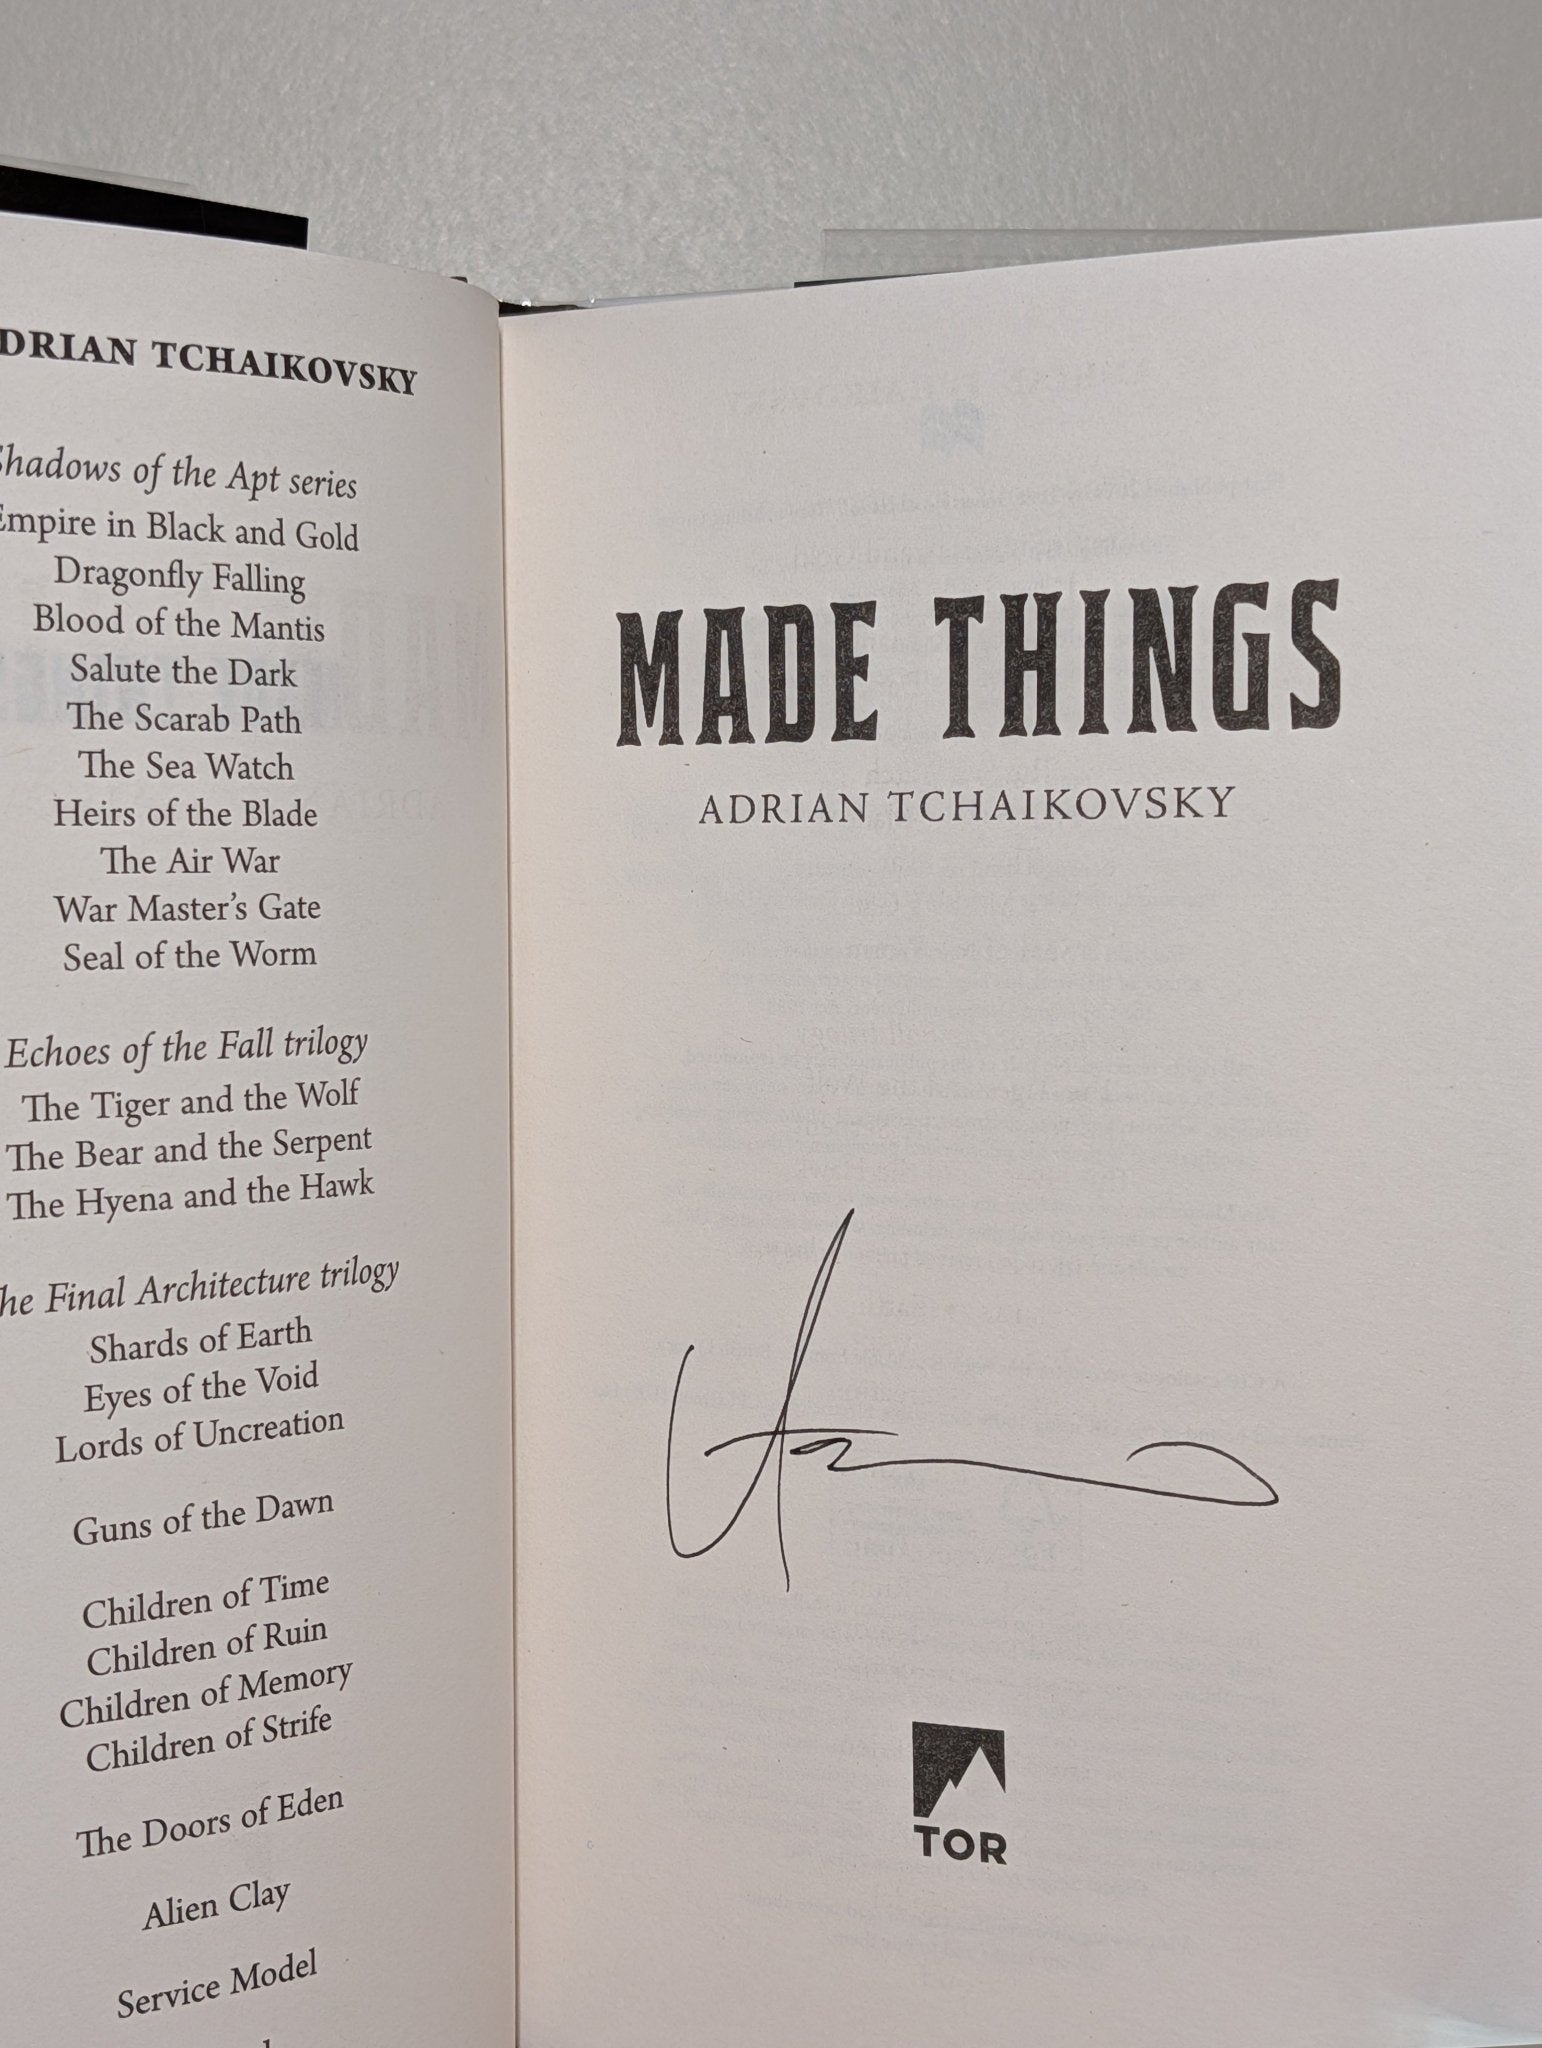 DRIAN TCHAIKOVSKY
Shadows of the Apt series
Empire in Black and Gold
Dragonfly Falling
Blood of the Mantis
Salute the Dark
The Scarab Path
The Sea Watch
Heirs of the Blade
The Air War
War Master’s Gate
Seal of the Worm
Echoes of the Fall trilogy
The Tiger and the Wolf
The Bear and the Serpent
The Hyena and the Hawk
he Final Architecture trilogy
Shards of Earth
Eyes of the Void
Lords of Uncreation
Guns of the Dawn
Children of Time
Children of Ruin
Children of Memory
Children of Strife
The Doors of Eden
Alien Clay
Service Model
MADE THINGS
ADRIAN TCHAIKOVSKY
TOR